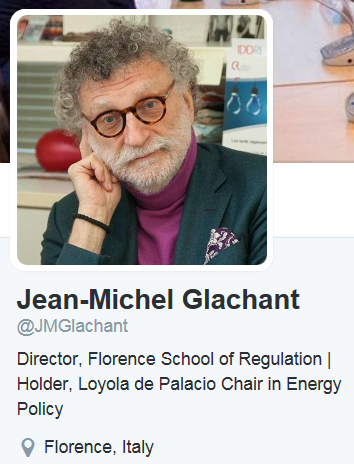 IDDRI
Jean-Michel Glachant
@JMGlachant
Director, Florence School of Regulation |
Holder, Loyola de Palacio Chair in Energy
Policy
Florence, Italy